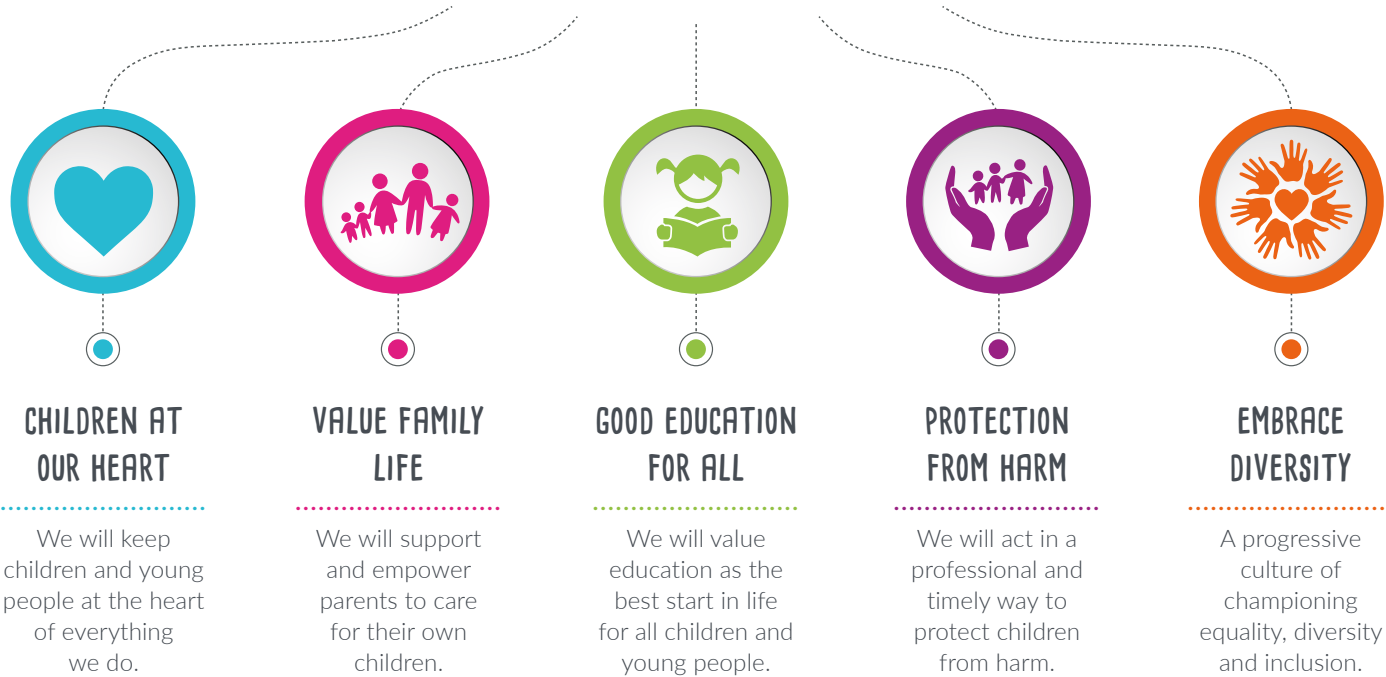 CHILDREN AT
OUR HEART
We will keep
children and young
people at the heart
of everything
we do.
VALUE FAMILY
LIFE
We will support
and empower
parents to care
for their own
children.
GOOD EDUCATION
FOR ALL
We will value
education as the
best start in life
for all children and
young people.
PROTECTION
FROM HARM
We will act in a
professional and
timely way to
protect children
from harm.
EMBRACE
DIVERSITY
A progressive
culture of
championing
equality, diversity
and inclusion.